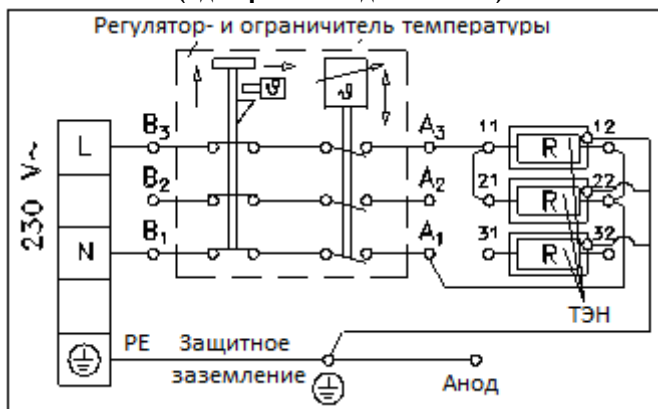 Регулятор- и ограничитель температуры
ϑ ϑ
230 V~
L B₃ A₃ 11 R 12
B₂ A₂ 21 R 22
N B₁ A₁ 31 R 32
ТЭН
PE Защитное
заземление
Анод